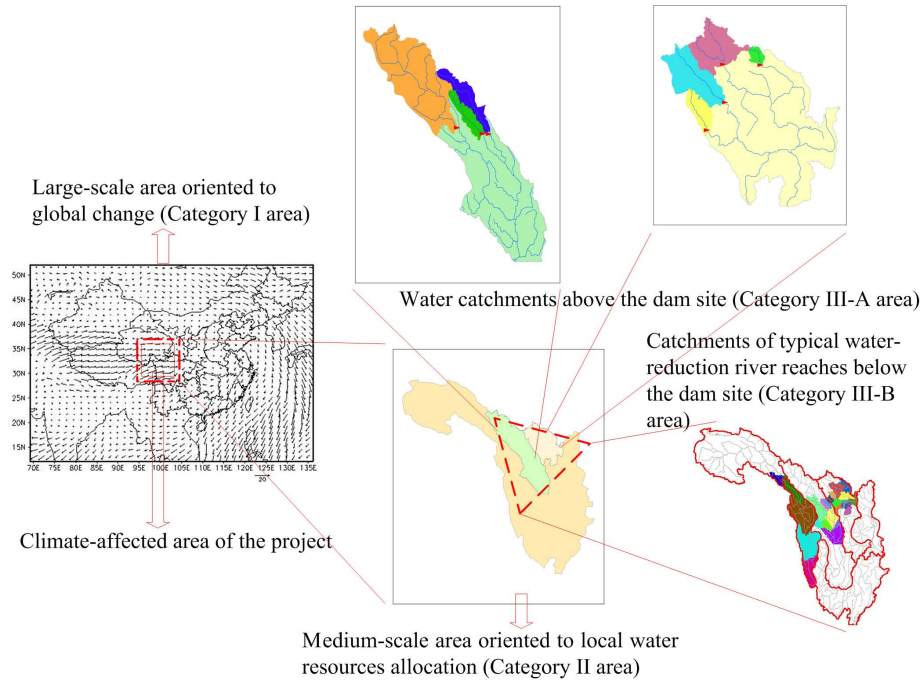 Large-scale area oriented to
global change (Category I area)
Water catchments above the dam site (Category III-A area)
50N
45N
40N
35N
30N
25N
20N
15N
70E 75E 80E 85E 90E 95E 100E 105E 110E 115E 120E 125E 130E 135E
20
Catchments of typical water-
reduction river reaches below
the dam site (Category III-B
area)
Climate-affected area of the project
Medium-scale area oriented to local water
resources allocation (Category II area)